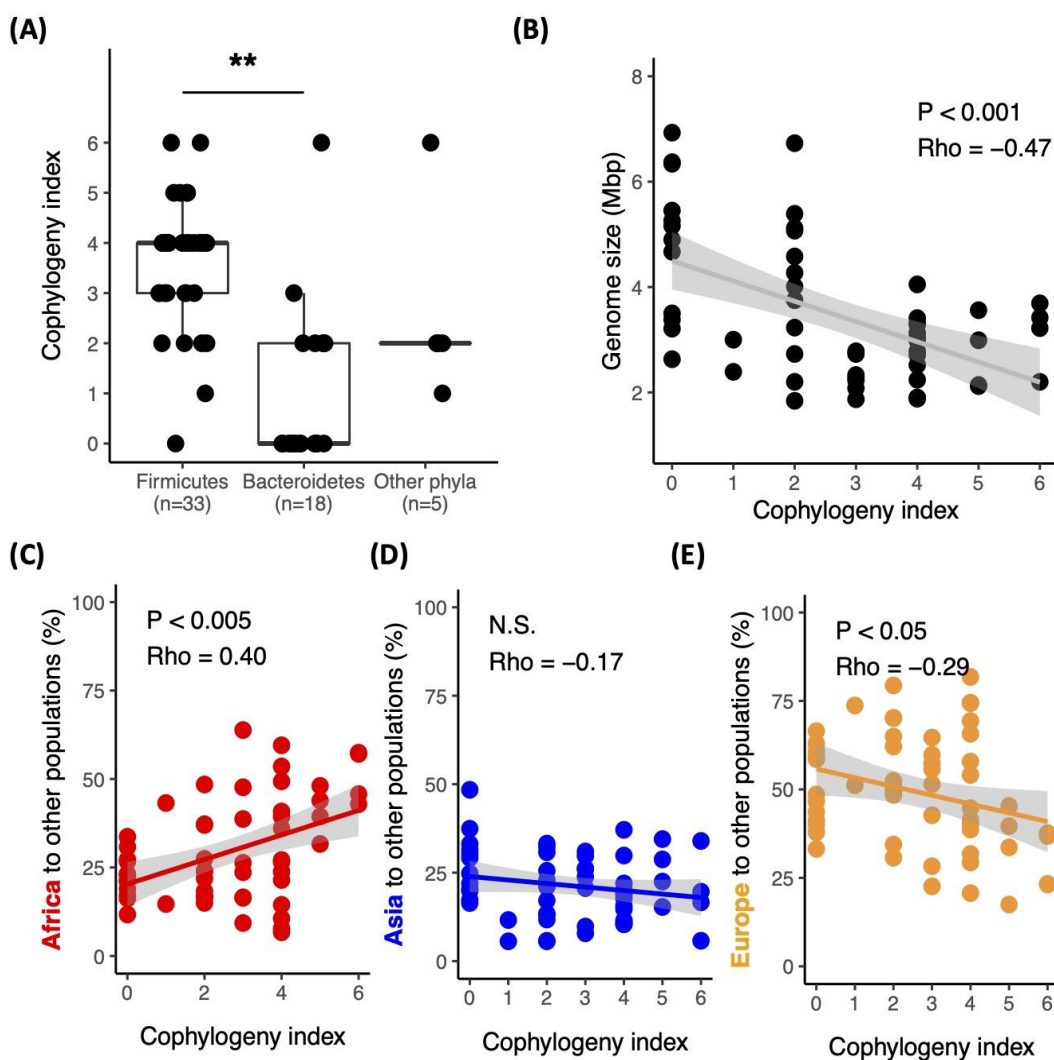 (A)
**
Cophylogeny index
6
5
4
3
2
1
0
Firmicutes
(n=33)
Bacteroidetes
(n=18)
Other phyla
(n=5)
(B)
P < 0.001
Rho = −0.47
Genome size (Mbp)
8
6
4
2
0 1 2 3 4 5 6
Cophylogeny index
(C)
P < 0.005
Rho = 0.40
Africa to other populations (%)
100
75
50
25
0
0 2 4 6
Cophylogeny index
(D)
N.S.
Rho = −0.17
Asia to other populations (%)
100
75
50
25
0
0 1 2 3 4 5 6
Cophylogeny index
(E)
P < 0.05
Rho = −0.29
Europe to other populations (%)
100
75
50
25
0
0 1 2 3 4 5 6
Cophylogeny index